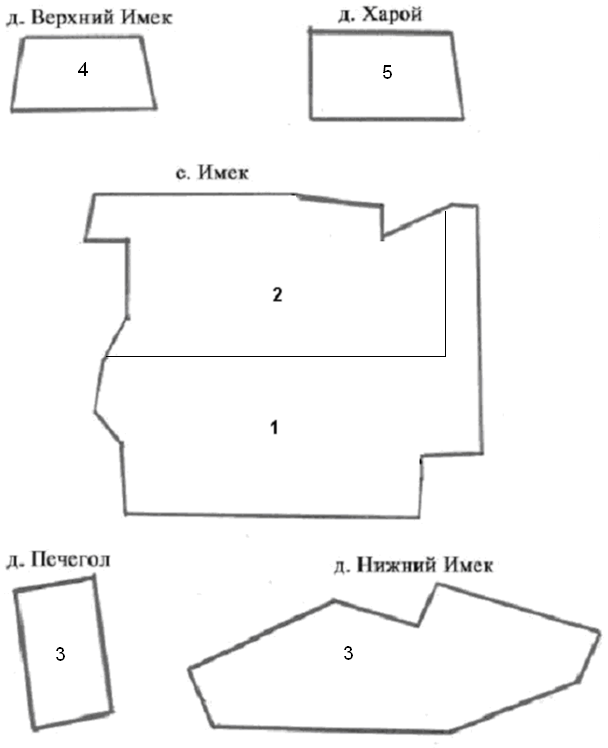 д. Верхний Имек
4
д. Харой
5
с. Имек
2
1
д. Печегол
3
д. Нижний Имек
3